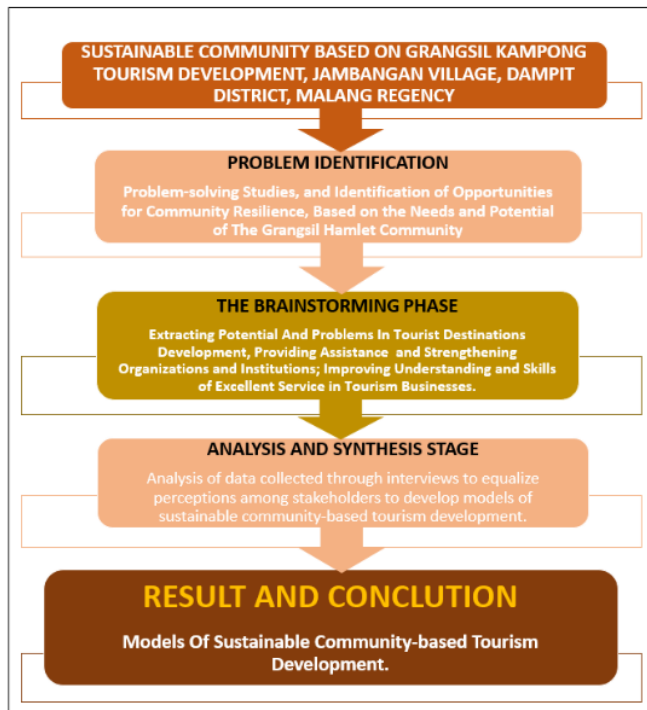 SUSTAINABLE COMMUNITY BASED ON GRANGSIL KAMPONG
TOURISM DEVELOPMENT, JAMBANGAN VILLAGE, DAMPIT
DISTRICT, MALANG REGENCY
PROBLEM IDENTIFICATION
Problem-solving Studies, and Identification of Opportunities
for Community Resilience, Based on the Needs and Potential
of The Grangsil Hamlet Community
THE BRAINSTORMING PHASE
Extracting Potential And Problems In Tourist Destinations
Development, Providing Assistance and Strengthening
Organizations and Institutions; Improving Understanding and Skills
of Excellent Service in Tourism Businesses.
ANALYSIS AND SYNTHESIS STAGE
Analysis of data collected through interviews to equalize
perceptions among stakeholders to develop models of
sustainable community-based tourism development.
RESULT AND CONCLUTION
Models Of Sustainable Community-based Tourism
Development.